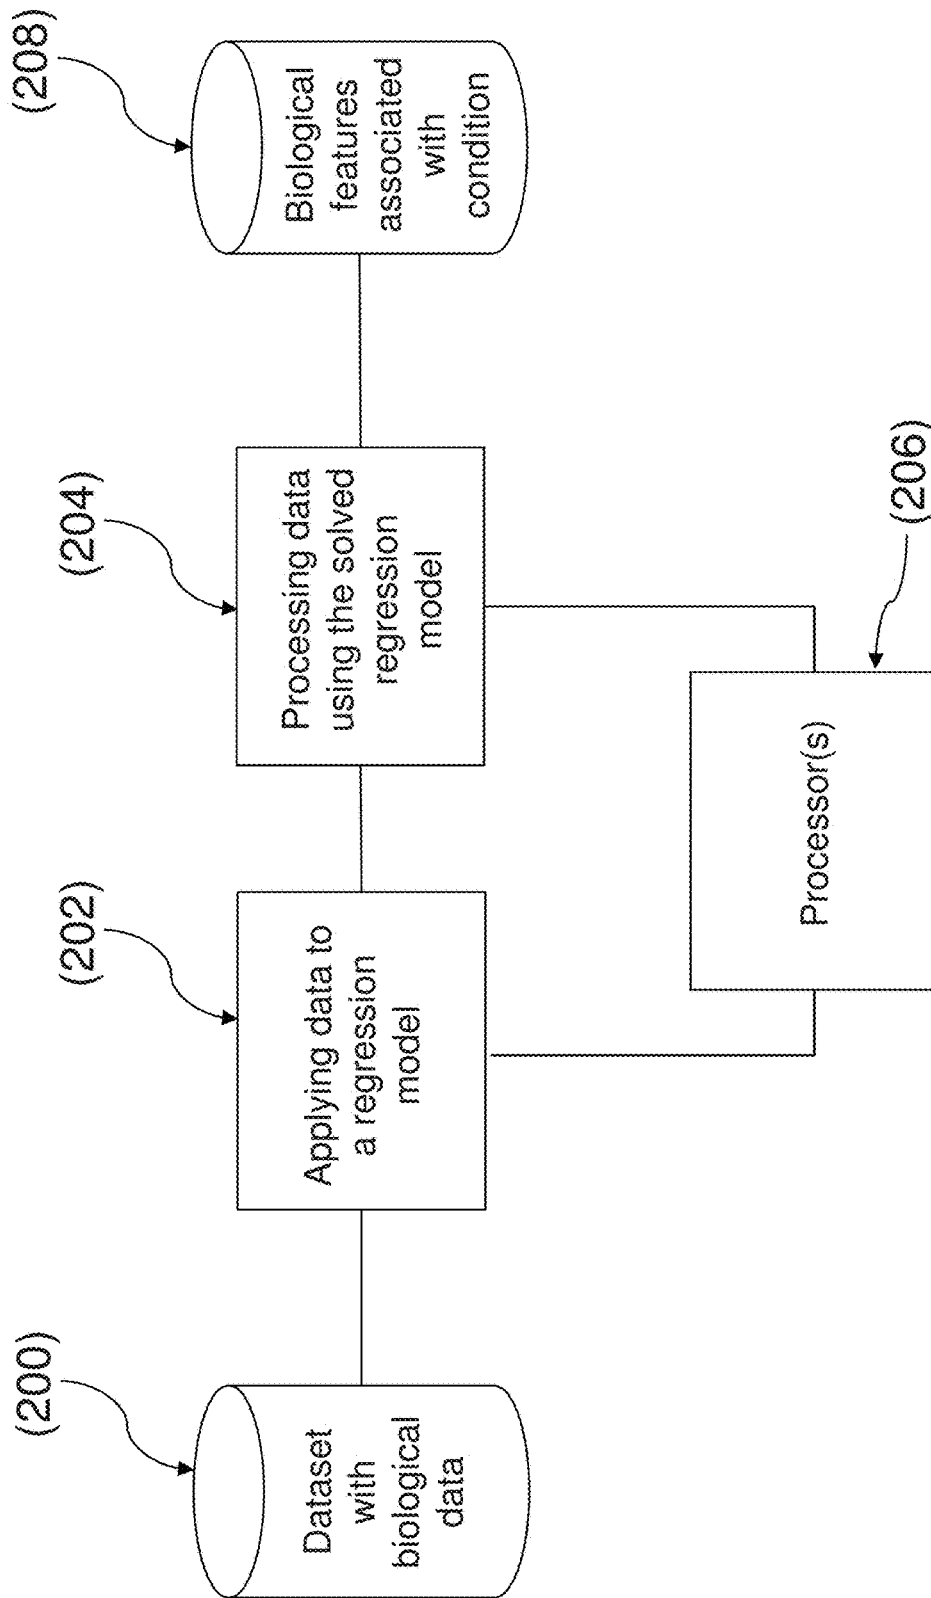 (200)
Dataset
with
biological
data
(202)
Applying data to
a regression
model
(204)
Processing data
using the solved
regression
model
(208)
Biological
features
associated
with
condition
Processor(s)
(206)